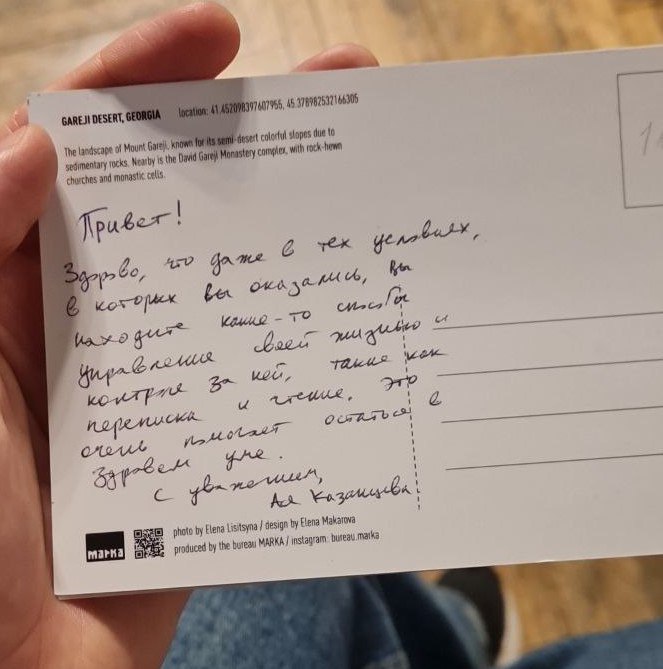 GAREJI DESERT, GEORGIA location: 41.452098397607955, 45.378982532166305
The landscape of Mount Gareji, known for its semi-desert colorful slopes due to
sedimentary rocks. Nearby is the David Gareji Monastery complex, with rock-hewn
churches and monastic cells.
Привет!
Здорово, что даже в тех условиях,
в которых вы оказались, вы
находите какие-то способы
управления своей жизнью и
контроля за ней, такие как
переписка и чтение. Это
очень помогает остаться в
здравом уме.
С уважением,
Ася Казанцева
марка
photo by Elena Lisitsyna / design by Elena Makarova
produced by the bureau MARKA / instagram: bureau.marka